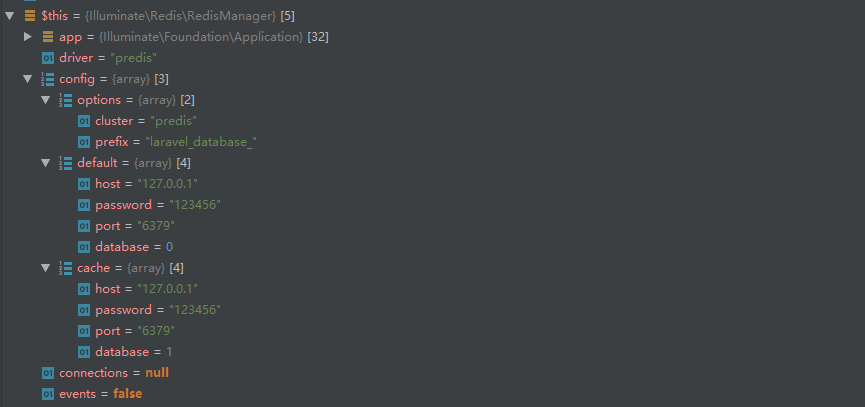 $this = {Illuminate\Redis\RedisManager} [5]
app = {Illuminate\Foundation\Application} [32]
driver = "predis"
config = {array} [3]
options = {array} [2]
cluster = "predis"
prefix = "laravel_database_"
default = {array} [4]
host = "127.0.0.1"
password = "123456"
port = "6379"
database = 0
cache = {array} [4]
host = "127.0.0.1"
password = "123456"
port = "6379"
database = 1
connections = null
events = false